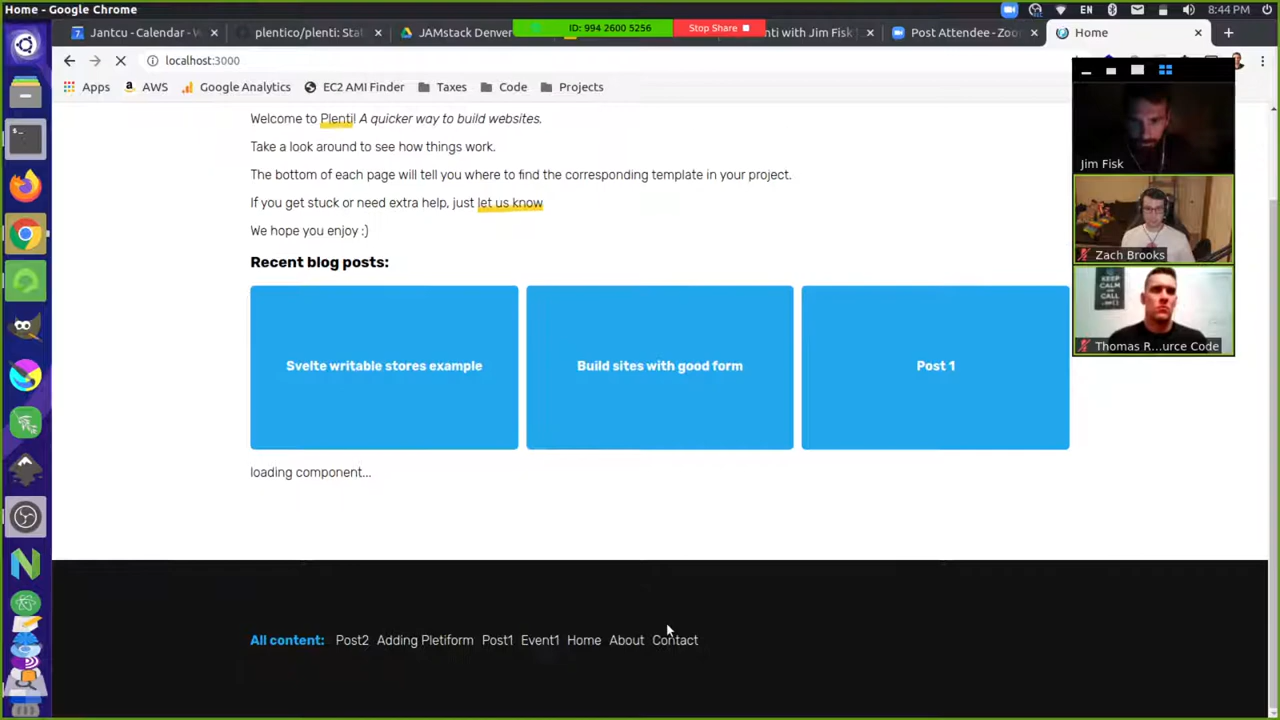 Home - Google Chrome
EN
8:44 PM
Jantcu - Calendar - W
plentico/plenti: Sta
JAMstack Denver
ID: 994 2600 5256
Stop Share
nti with Jim Fisk
Post Attendee - Zoo
Home
localhost:3000
Apps
AWS
Google Analytics
EC2 AMI Finder
Taxes
Code
Projects
Welcome to Plenti! A quicker way to build websites.
Take a look around to see how things work.
The bottom of each page will tell you where to find the corresponding template in your project.
If you get stuck or need extra help, just let us know
We hope you enjoy :)
Recent blog posts:
Svelte writable stores example
Build sites with good form
Post 1
loading component...
All content: Post2 Adding Pletiform Post1 Event1 Home About Contact
Jim Fisk
Zach Brooks
KEEP
CALM
AND
CALL
Thomas R...urce Code